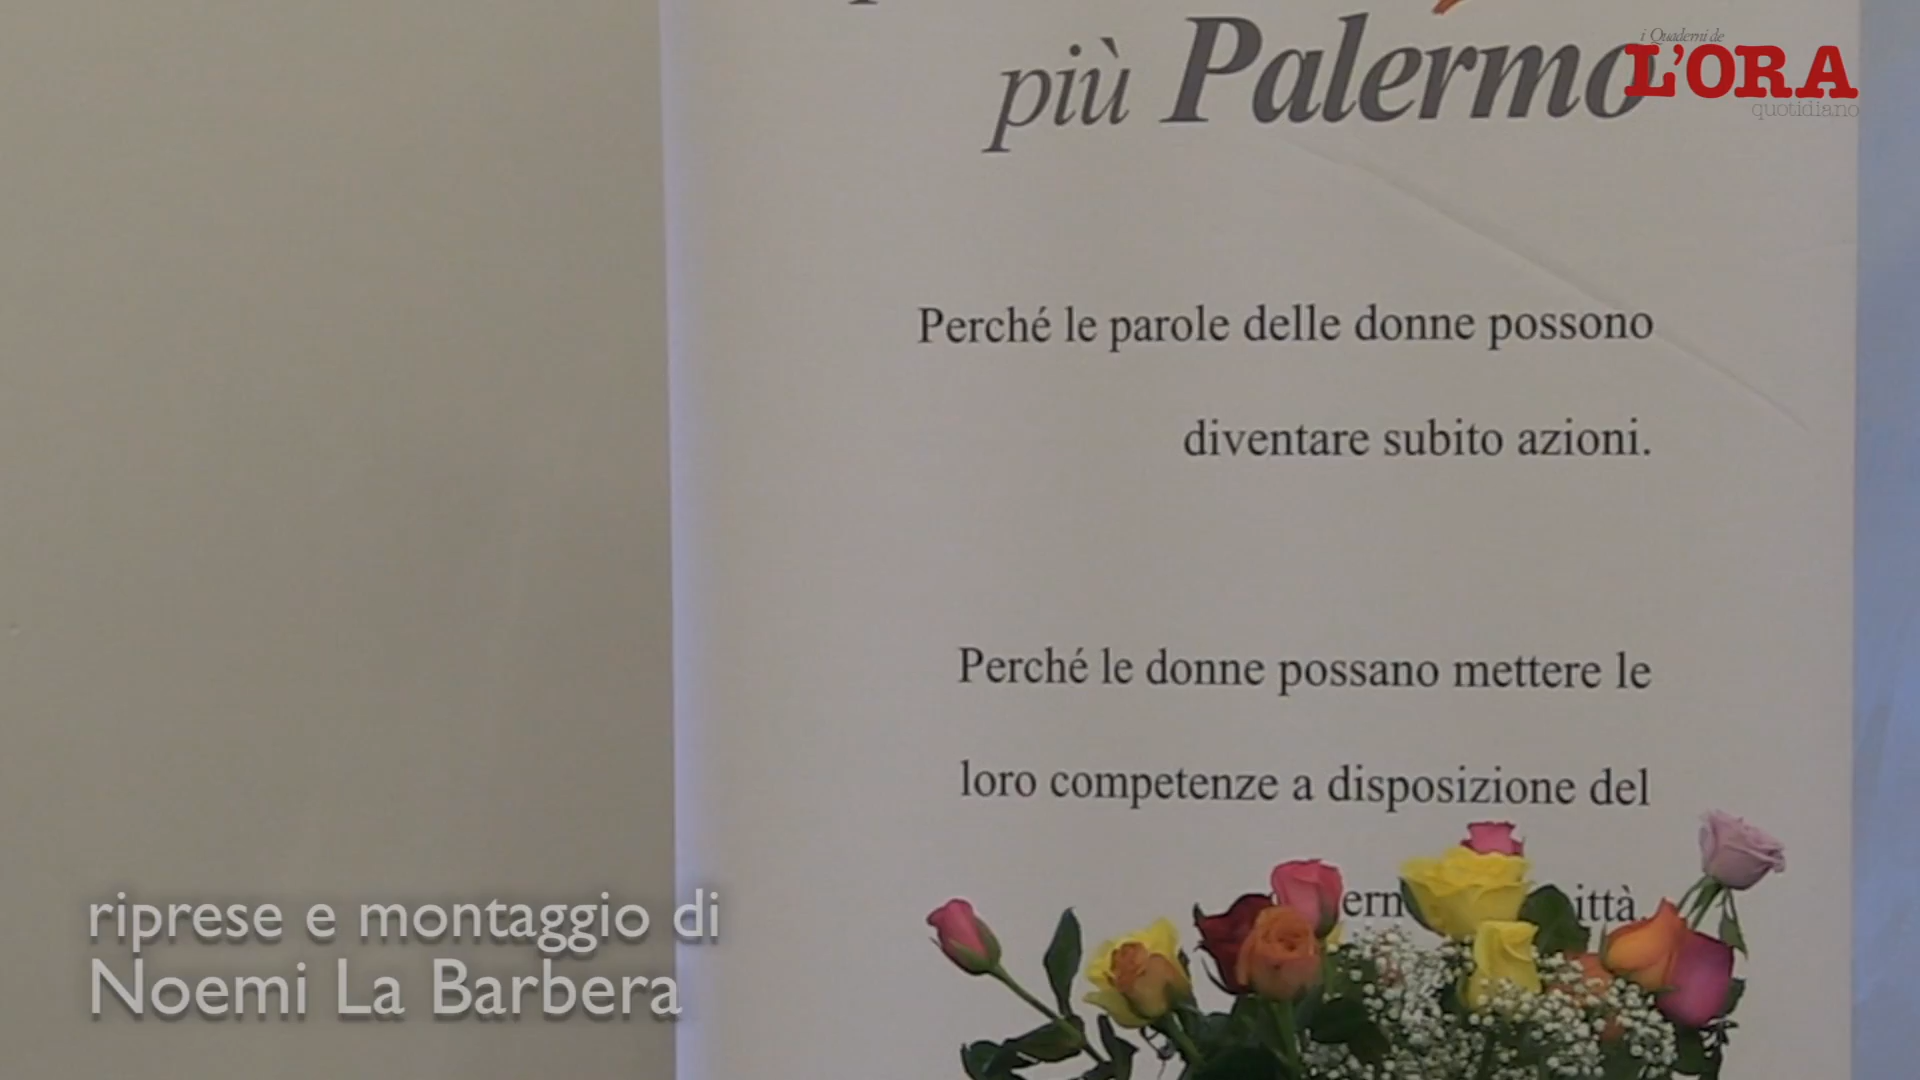 più Palermo
i Quaderni de
L'ORA
quotidiano
Perché le parole delle donne possono
diventare subito azioni.
Perché le donne possano mettere le
loro competenze a disposizione del
riprese e montaggio di
Noemi La Barbera